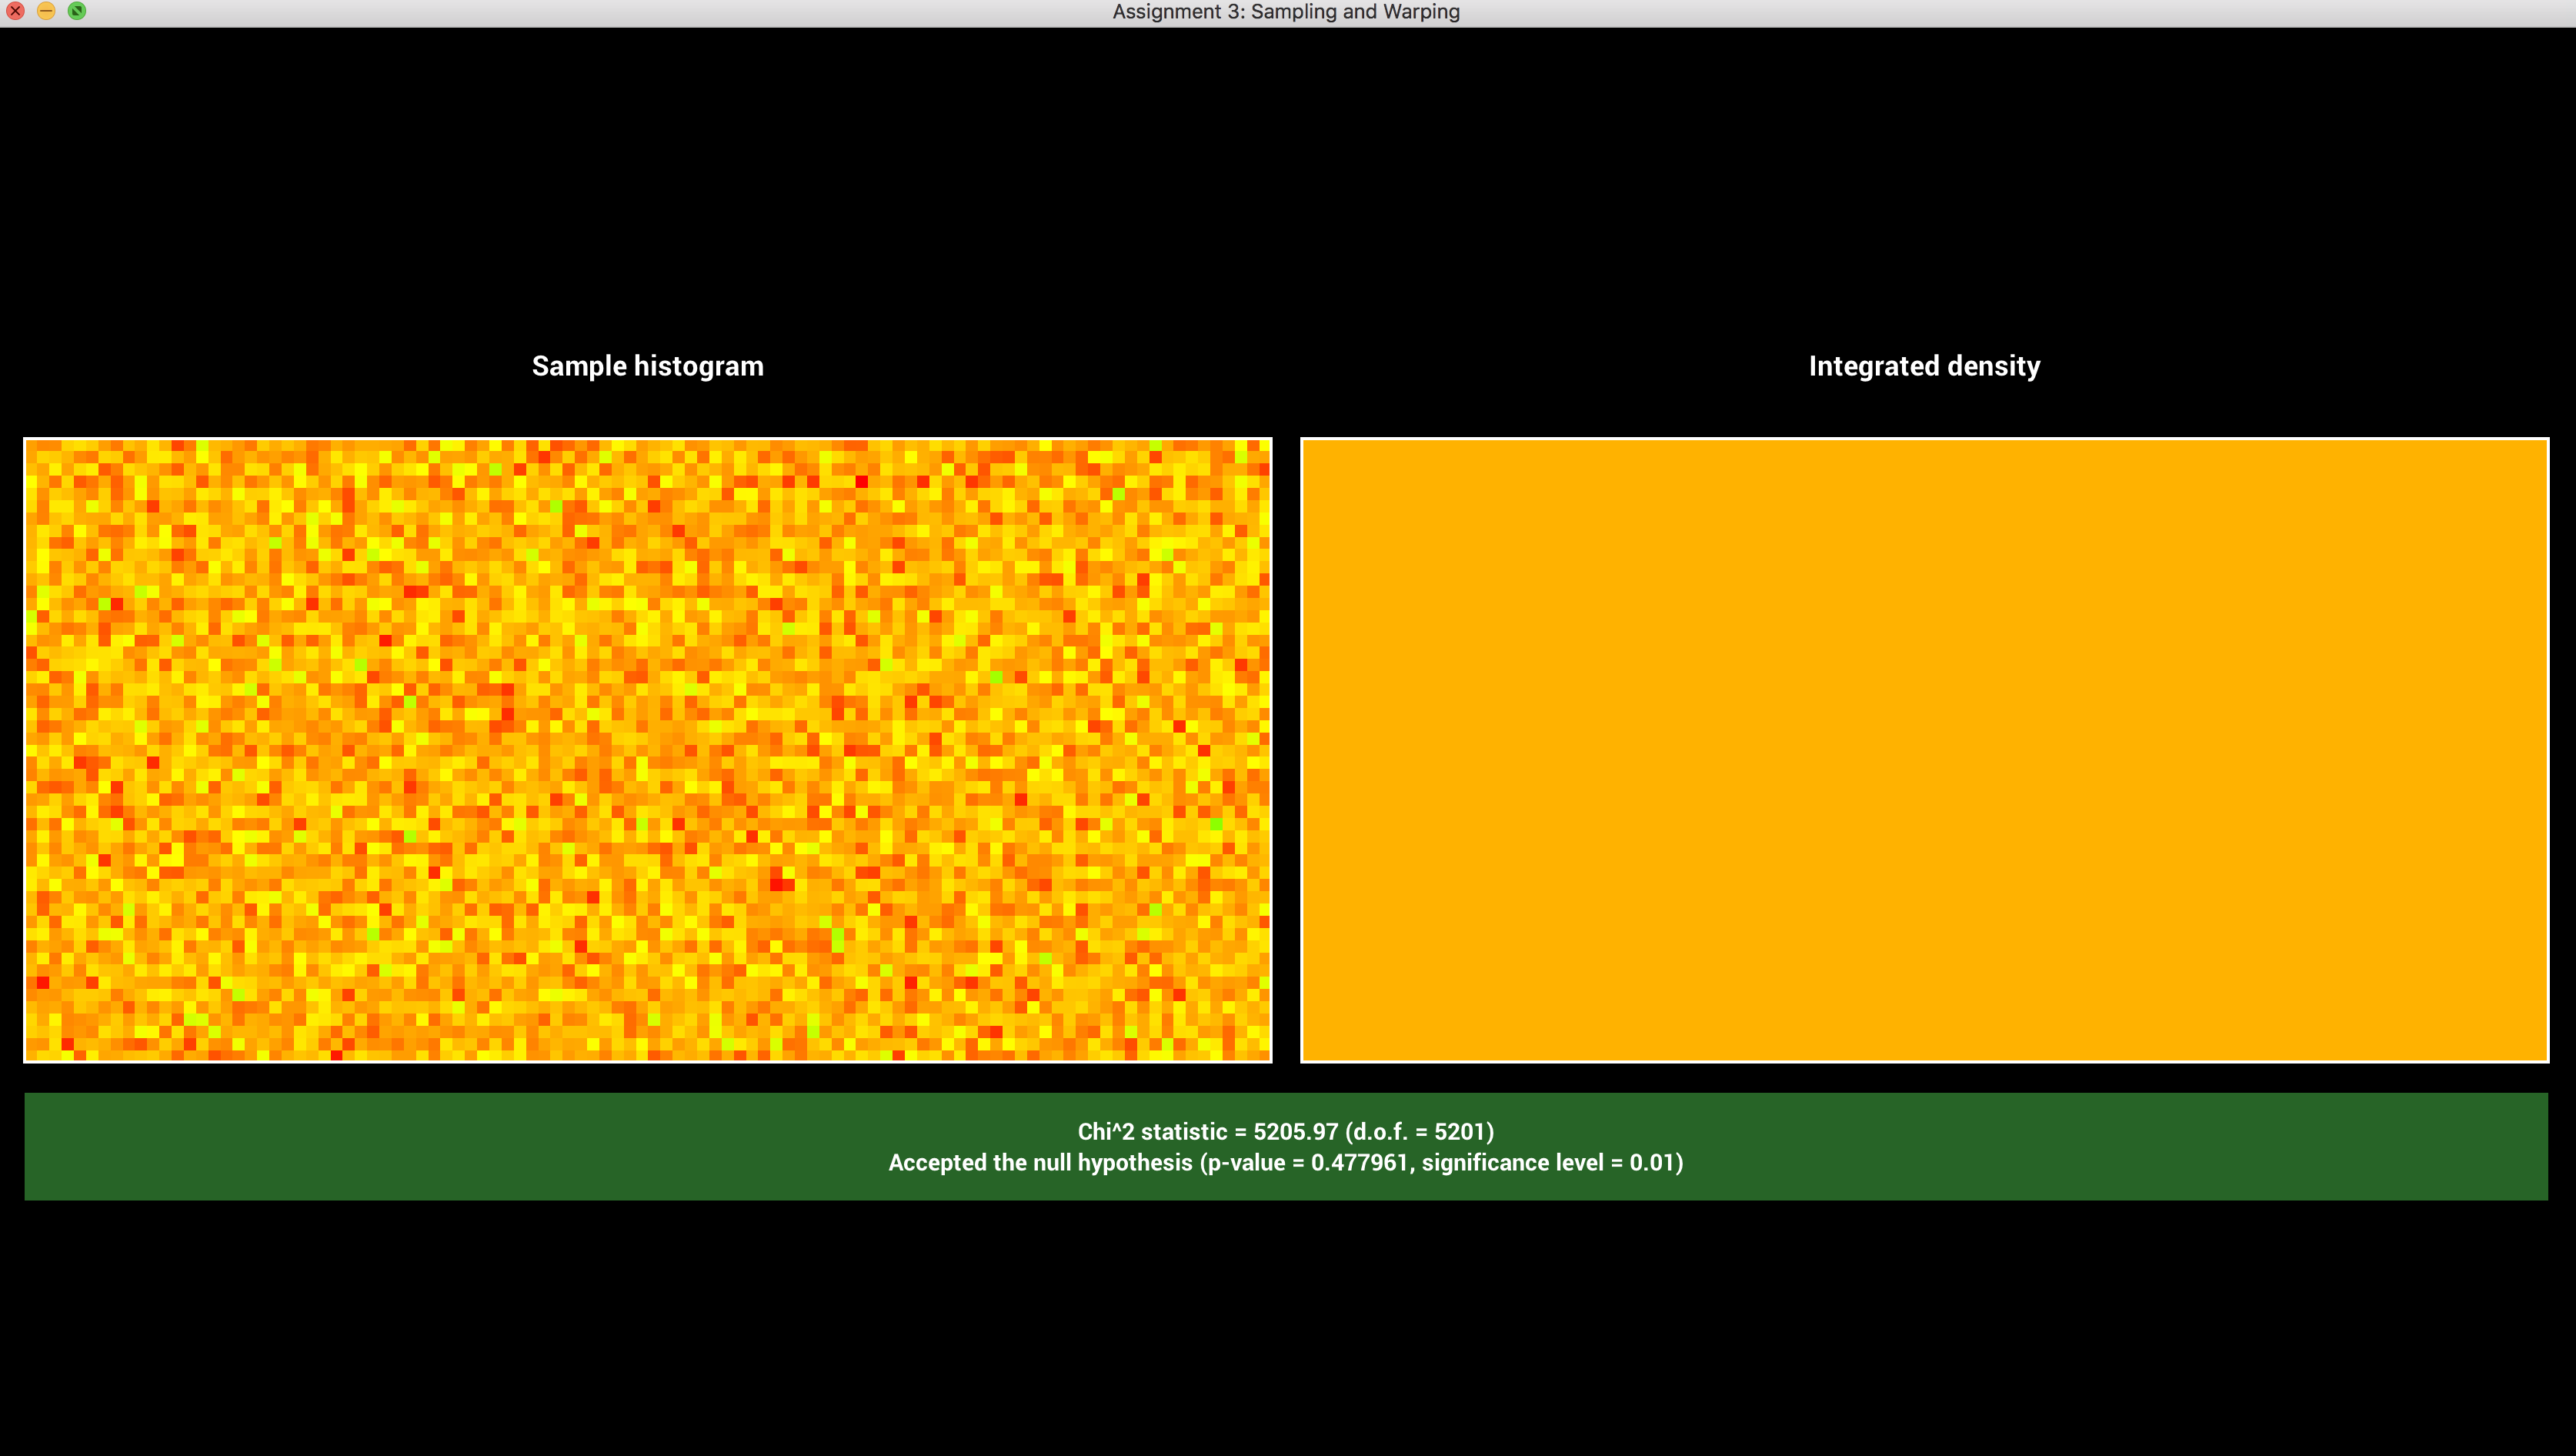 Assignment 3: Sampling and Warping
Sample histogram
Integrated density
Chi^2 statistic = 5205.97 (d.o.f. = 5201)
Accepted the null hypothesis (p-value = 0.477961, significance level = 0.01)